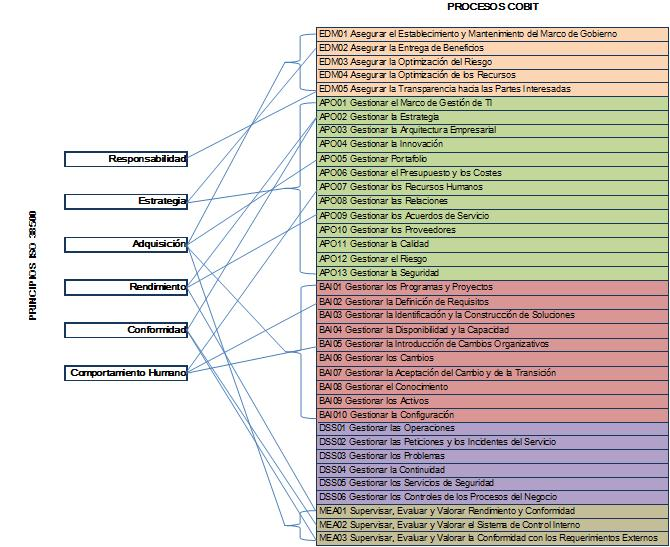 PROCESOS COBIT
EDM01 Asegurar el Establecimiento y Mantenimiento del Marco de Gobierno
EDM02 Asegurar la Entrega de Beneficios
EDM03 Asegurar la Optimización del Riesgo
EDM04 Asegurar la Optimización de los Recursos
EDM05 Asegurar la Transparencia hacia las Partes Interesadas
APO01 Gestionar el Marco de Gestión de TI
APO02 Gestionar la Estrategia
APO03 Gestionar la Arquitectura Empresarial
APO04 Gestionar la Innovación
APO05 Gestionar Portafolio
APO06 Gestionar el Presupuesto y los Costes
APO07 Gestionar los Recursos Humanos
APO08 Gestionar las Relaciones
APO09 Gestionar los Acuerdos de Servicio
APO10 Gestionar los Proveedores
APO11 Gestionar la Calidad
APO12 Gestionar el Riesgo
APO13 Gestionar la Seguridad
BAI01 Gestionar los Programas y Proyectos
BAI02 Gestionar la Definición de Requisitos
BAI03 Gestionar la Identificación y la Construcción de Soluciones
BAI04 Gestionar la Disponibilidad y la Capacidad
BAI05 Gestionar la Introducción de Cambios Organizativos
BAI06 Gestionar los Cambios
BAI07 Gestionar la Aceptación del Cambio y de la Transición
BAI08 Gestionar el Conocimiento
BAI09 Gestionar los Activos
BAI010 Gestionar la Configuración
DSS01 Gestionar las Operaciones
DSS02 Gestionar las Peticiones y los Incidentes del Servicio
DSS03 Gestionar los Problemas
DSS04 Gestionar la Continuidad
DSS05 Gestionar los Servicios de Seguridad
DSS06 Gestionar los Controles de los Procesos del Negocio
MEA01 Supervisar, Evaluar y Valorar Rendimiento y Conformidad
MEA02 Supervisar, Evaluar y Valorar el Sistema de Control Interno
MEA03 Supervisar, Evaluar y Valorar la Conformidad con los Requerimientos Externos
PRINCIPIOS ISO 38500
Responsabilidad
Estrategia
Adquisición
Rendimiento
Conformidad
Comportamiento Humano